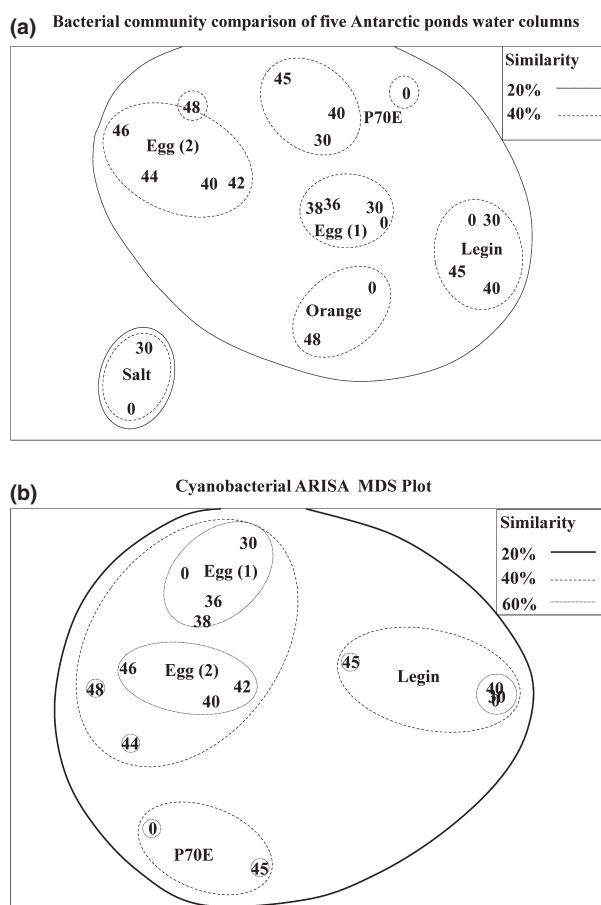 (a) Bacterial community comparison of five Antarctic ponds water columns
Similarity
20%
40%
45
0
48
40
P70E
46
30
Egg (2)
44
40 42
38 36 30
0
Egg (1)
0 30
Legin
45
40
0
Orange
48
30
Salt
0
(b) Cyanobacterial ARISA MDS Plot
Similarity
20%
40%
60%
30
0 Egg (1)
36
38
46 Egg (2)
42
48
40
44
45
Legin
40
30
0
0
P70E
45